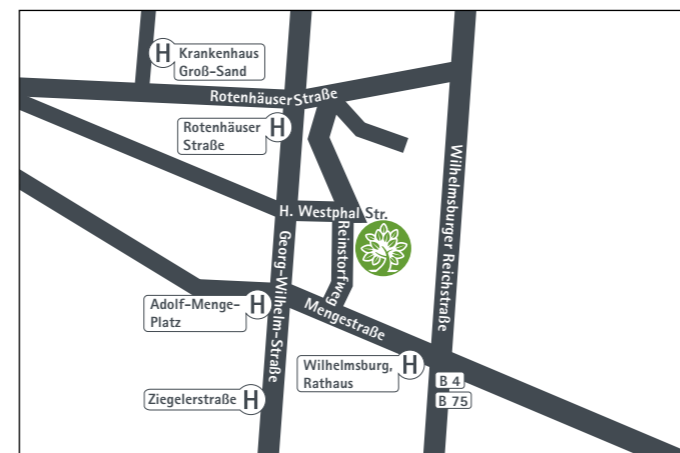 H Krankenhaus
Groß-Sand
Rotenhäuser Straße
Rotenhäuser H
Straße
H. Westphal Str.
Reinstorfweg
Georg-Wilhelm-Straße
Wilhelmsburger Reichstraße
Adolf-Menge- H
Platz
Mengestraße
Wilhelmsburg, H
Rathaus
B 4
B 75
Ziegelerstraße H